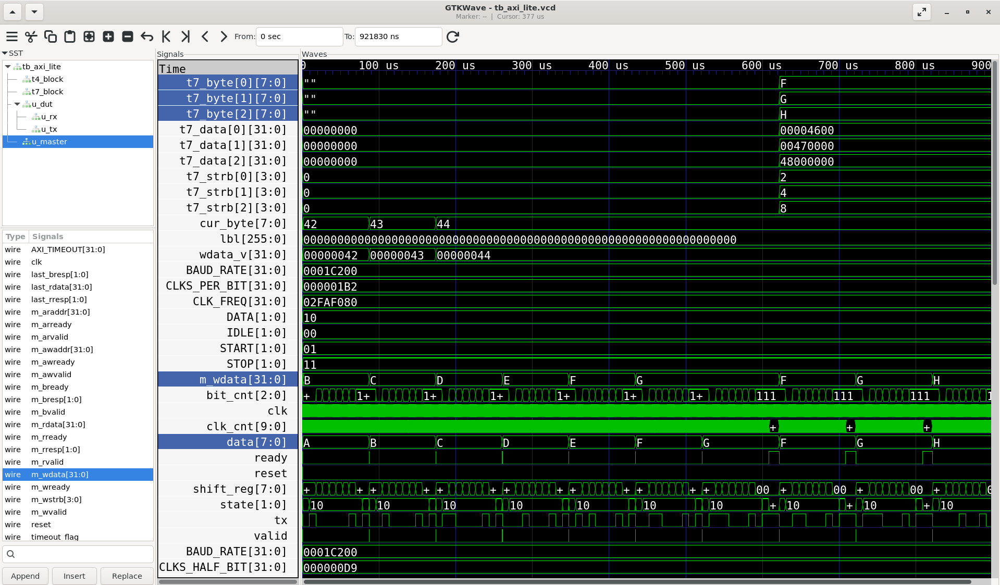 GTKWave - tb_axi_lite.vcd
Marker: -- | Cursor: 377 us
From: 0 sec To: 921830 ns
SST
tb_axi_lite
t4_block
t7_block
u_dut
u_rx
u_tx
u_master
Type Signals
wire AXI_TIMEOUT[31:0]
wire clk
wire last_bresp[1:0]
wire last_rdata[31:0]
wire last_rresp[1:0]
wire m_araddr[31:0]
wire m_arready
wire m_arvalid
wire m_awaddr[31:0]
wire m_awready
wire m_awvalid
wire m_bready
wire m_bresp[1:0]
wire m_bvalid
wire m_rdata[31:0]
wire m_rready
wire m_rresp[1:0]
wire m_rvalid
wire m_wdata[31:0]
wire m_wready
wire m_wstrb[3:0]
wire m_wvalid
wire reset
wire timeout_flag
Append Insert Replace
Signals
Waves
Time 0 100 us 200 us 300 us 400 us 500 us 600 us 700 us 800 us 900
t7_byte[0][7:0] "" F
t7_byte[1][7:0] "" G
t7_byte[2][7:0] "" H
t7_data[0][31:0] 00000000 00004600
t7_data[1][31:0] 00000000 00470000
t7_data[2][31:0] 00000000 48000000
t7_strb[0][3:0] 0 2
t7_strb[1][3:0] 0 4
t7_strb[2][3:0] 0 8
cur_byte[7:0] 42 43 44
lbl[255:0] 0000000000000000000000000000000000000000000000000000000000000000
wdata_v[31:0] 00000042 00000043 00000044
BAUD_RATE[31:0] 0001C200
CLKS_PER_BIT[31:0] 000001B2
CLK_FREQ[31:0] 02FAF080
DATA[1:0] 10
IDLE[1:0] 00
START[1:0] 01
STOP[1:0] 11
m_wdata[31:0] B C D E F G F G H
bit_cnt[2:0] + 1+ 1+ 1+ 1+ 1+ 1+ 111 111 111 1
clk
clk_cnt[9:0] + + +
data[7:0] A B C D E F G F G H
ready
reset
shift_reg[7:0] + + + + + + + + + + + + + 00 + 00 + 00 + 0
state[1:0] 10 10 10 10 10 10 10 + 10 + 10 + 10
tx
valid
BAUD_RATE[31:0] 0001C200
CLKS_HALF_BIT[31:0] 000000D9